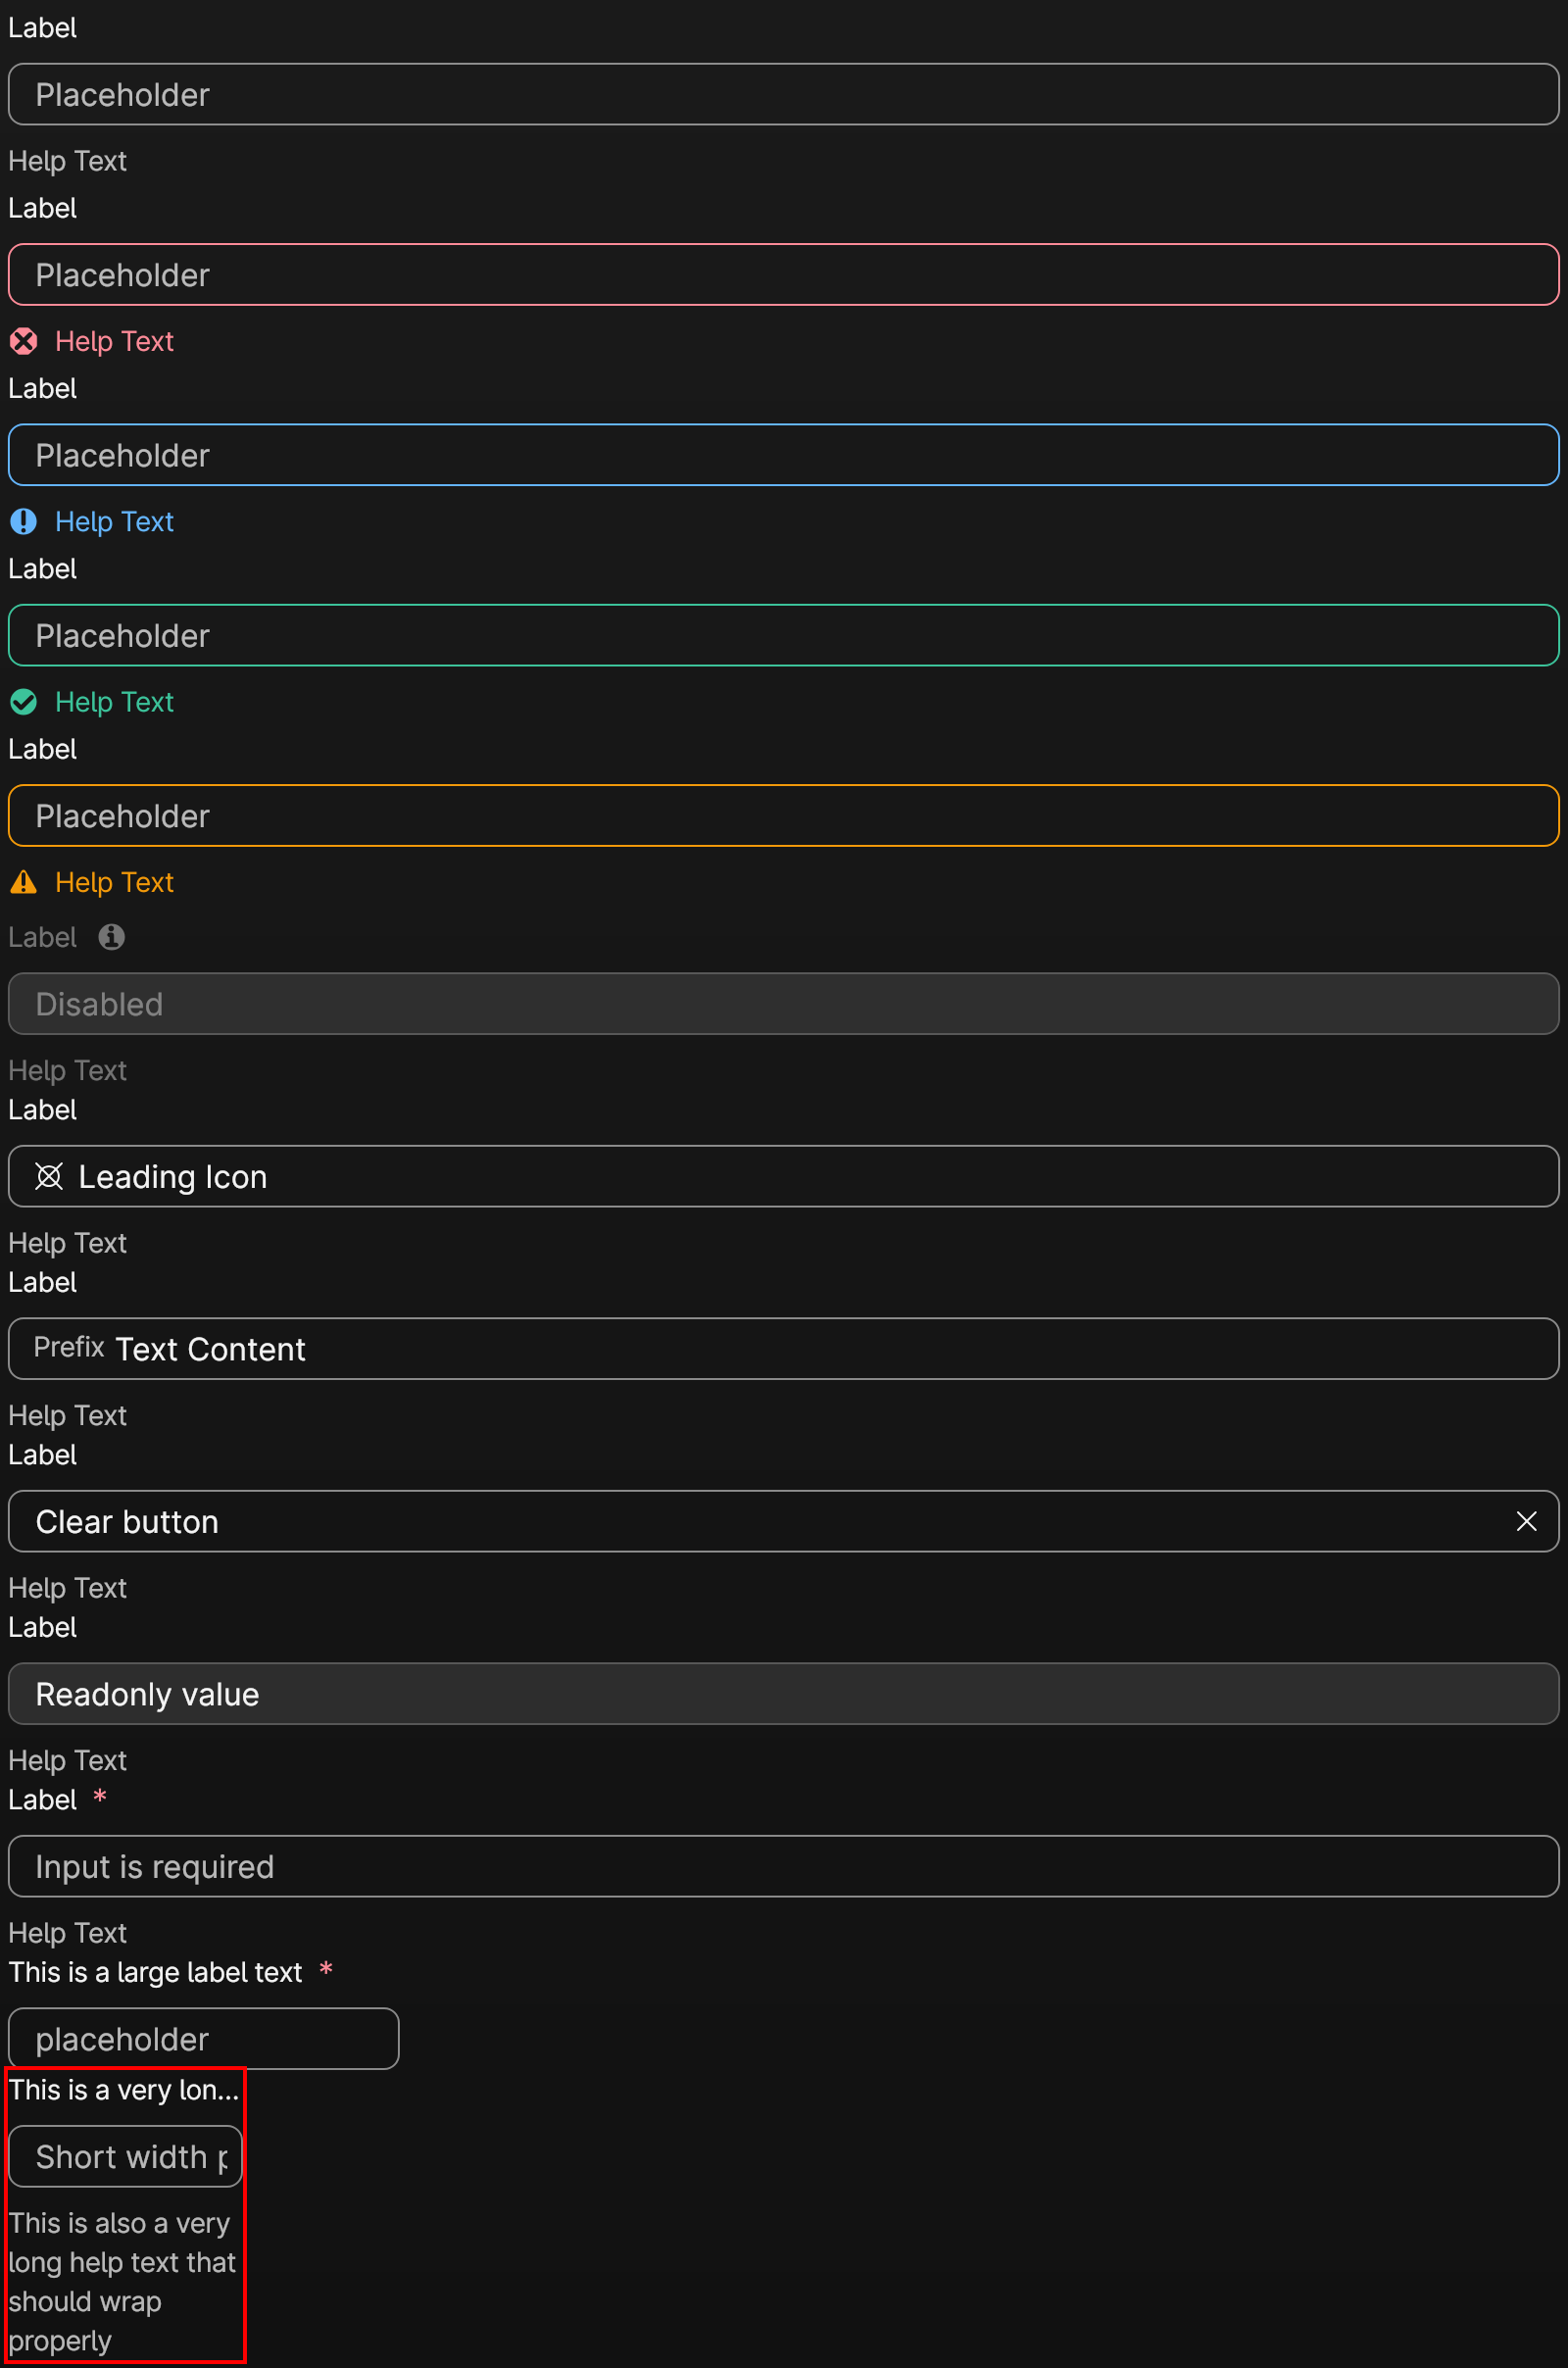 Label
Placeholder
Help Text
Label
Placeholder
Help Text
Label
Placeholder
Help Text
Label
Placeholder
Help Text
Label
Placeholder
Help Text
Label
Disabled
Help Text
Label
Leading Icon
Help Text
Label
Prefix Text Content
Help Text
Label
Clear button
Help Text
Label
Readonly value
Help Text
Label *
Input is required
Help Text
This is a large label text *
placeholder
This is a very lon...
Short width p
This is also a very
long help text that
should wrap
properly